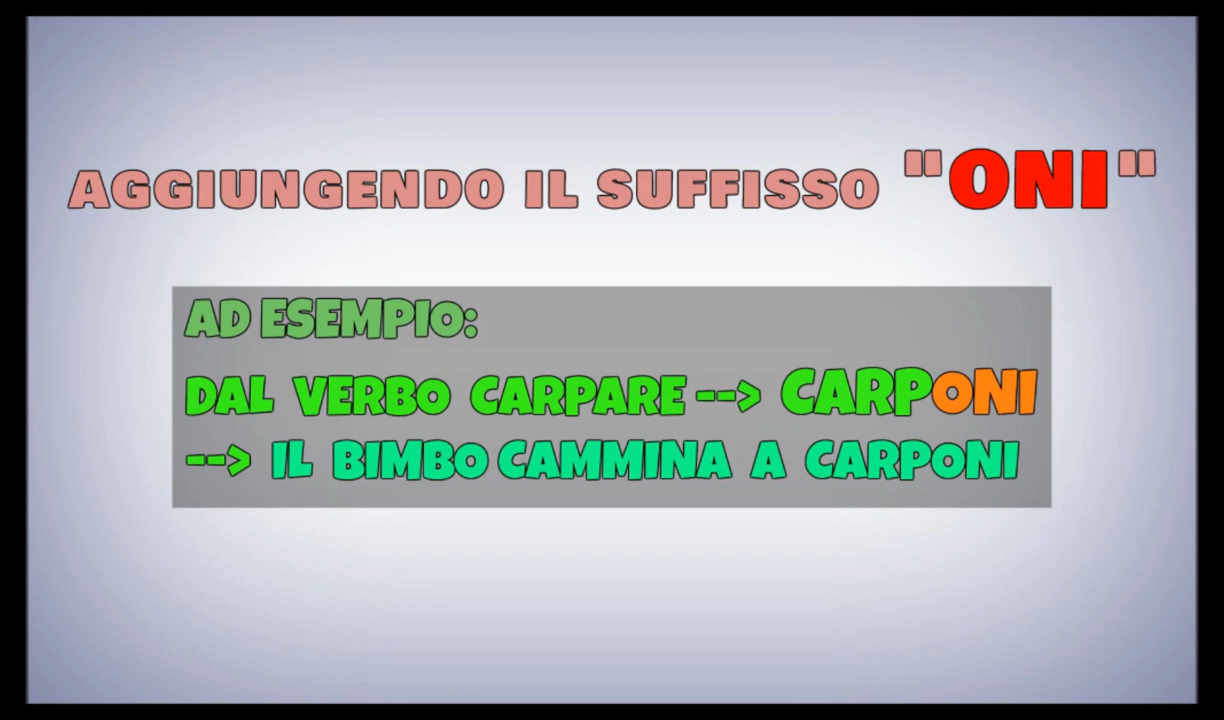 AGGIUNGENDO IL SUFFISSO "ONI"
AD ESEMPIO:
DAL VERBO CARPARE --> CARPONI
--> IL BIMBO CAMMINA A CARPONI